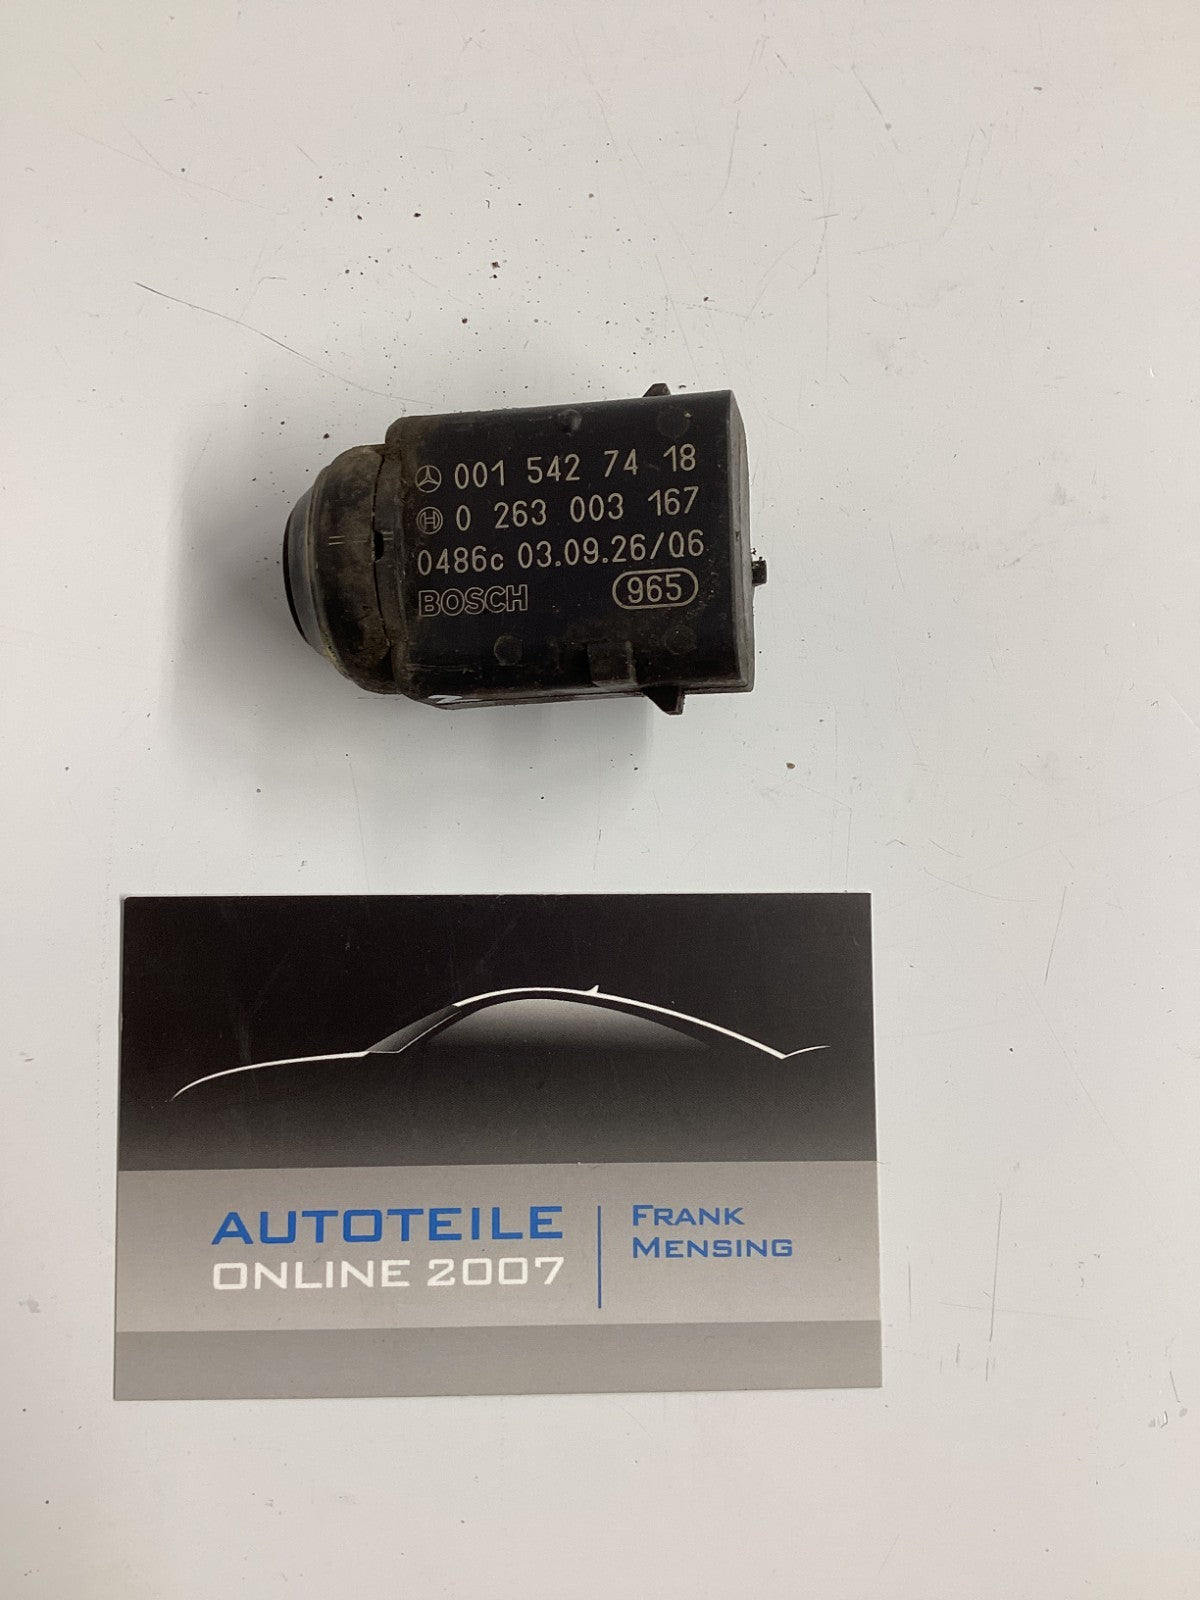 001 542 74 18
0 263 003 167
0486c 03.09.26/06
BOSCH 965
AUTOTEILE
ONLINE 2007
FRANK
MENSING